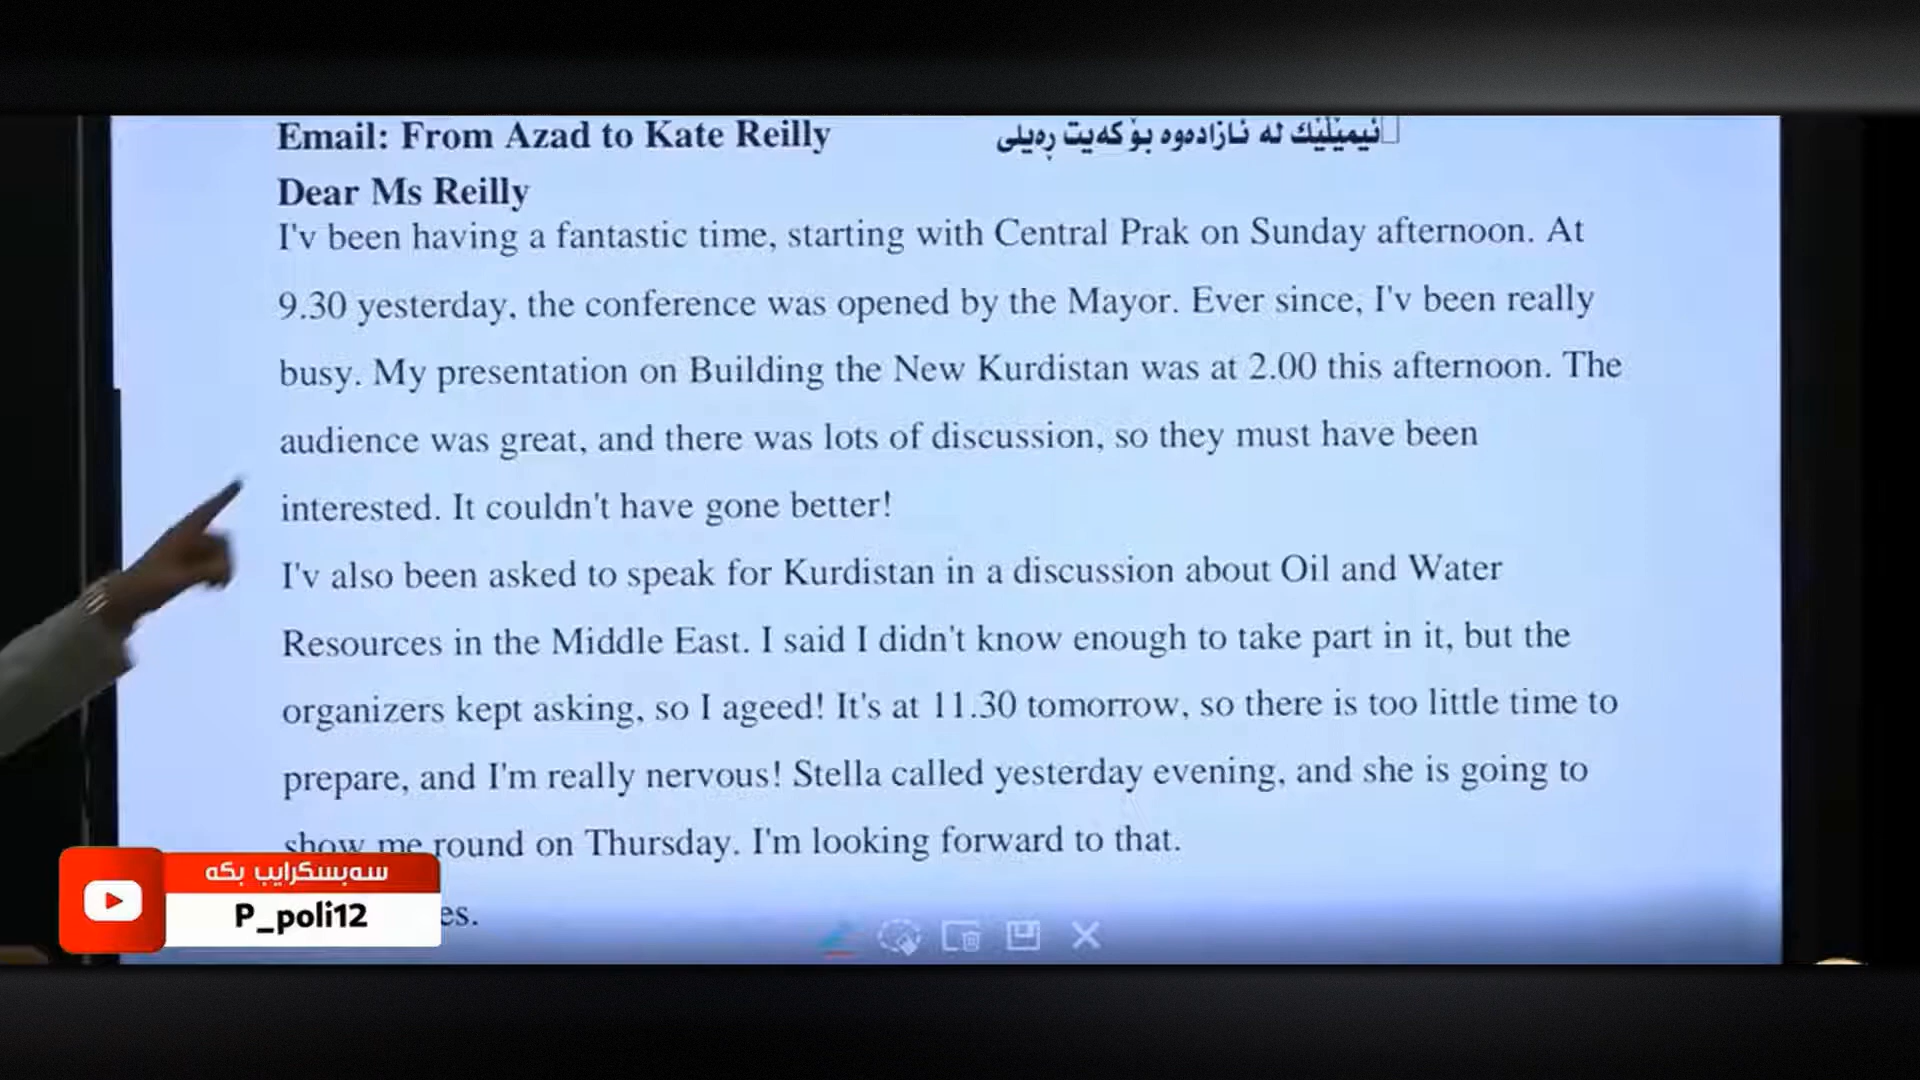 Email: From Azad to Kate Reilly
ئیمێڵێك لە ئازادەوە بۆ كەیت ڕەیلی
Dear Ms Reilly
I'v been having a fantastic time, starting with Central Prak on Sunday afternoon. At
9.30 yesterday, the conference was opened by the Mayor. Ever since, I'v been really
busy. My presentation on Building the New Kurdistan was at 2.00 this afternoon. The
audience was great, and there was lots of discussion, so they must have been
interested. It couldn't have gone better!
I'v also been asked to speak for Kurdistan in a discussion about Oil and Water
Resources in the Middle East. I said I didn't know enough to take part in it, but the
organizers kept asking, so I ageed! It's at 11.30 tomorrow, so there is too little time to
prepare, and I'm really nervous! Stella called yesterday evening, and she is going to
show me round on Thursday. I'm looking forward to that.
سەبسکرایب بکە
P_poli12